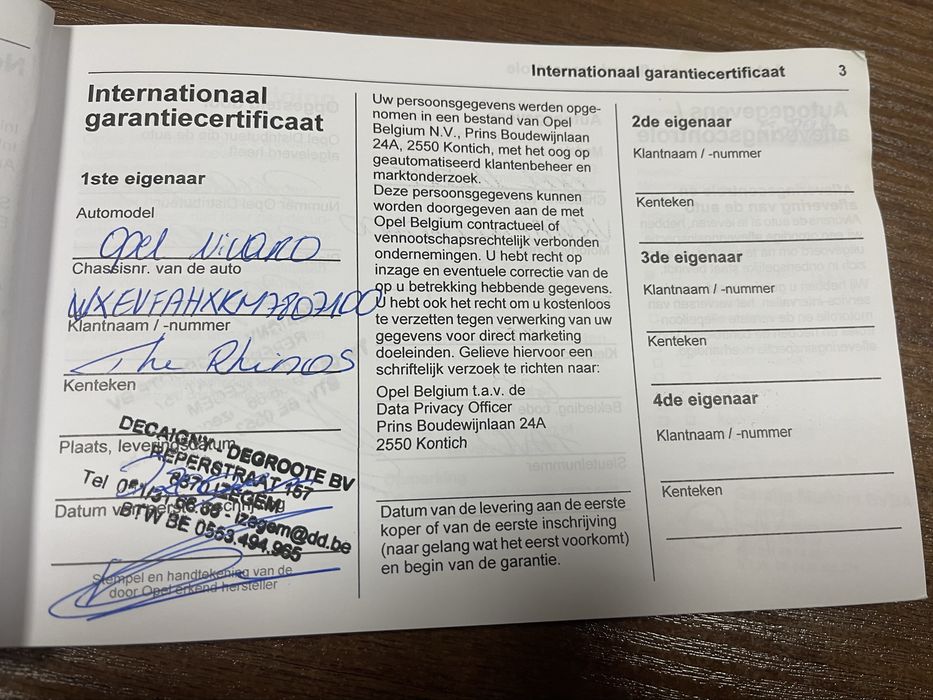 Internationaal garantiecertificaat 3
Internationaal
garantiecertificaat
1ste eigenaar
Automodel
Opel Vivaro
Chassisnr. van de auto
WXEVFAHXKM7807100
Klantnaam / -nummer
The Rhinos
Kenteken
Plaats, leveringsdatum
Stempel en handtekening van de
door Opel erkend hersteller
DECAIGNY - DEGROOTE BV
REPERSTRAAT 157
8870 IZEGEM
Tel - izegem@dd.be
BTW BE 0553.494.965
Uw persoonsgegevens werden opge-
nomen in een bestand van Opel
Belgium N.V., Prins Boudewijnlaan
24A, 2550 Kontich, met het oog op
geautomatiseerd klantenbeheer en
marktonderzoek.
Deze persoonsgegevens kunnen
worden doorgegeven aan de met
Opel Belgium contractueel of
vennootschapsrechtelijk verbonden
ondernemingen. U hebt recht op
inzage en eventuele correctie van de
op u betrekking hebbende gegevens.
U hebt ook het recht om u kosteloos
te verzetten tegen verwerking van uw
gegevens voor direct marketing
doeleinden. Gelieve hiervoor een
schriftelijk verzoek te richten naar:
Opel Belgium t.a.v. de
Data Privacy Officer
Prins Boudewijnlaan 24A
2550 Kontich
Datum van de levering aan de eerste
koper of van de eerste inschrijving
(naar gelang wat het eerst voorkomt)
en begin van de garantie.
2de eigenaar
Klantnaam / -nummer
Kenteken
3de eigenaar
Klantnaam / -nummer
Kenteken
4de eigenaar
Klantnaam / -nummer
Kenteken